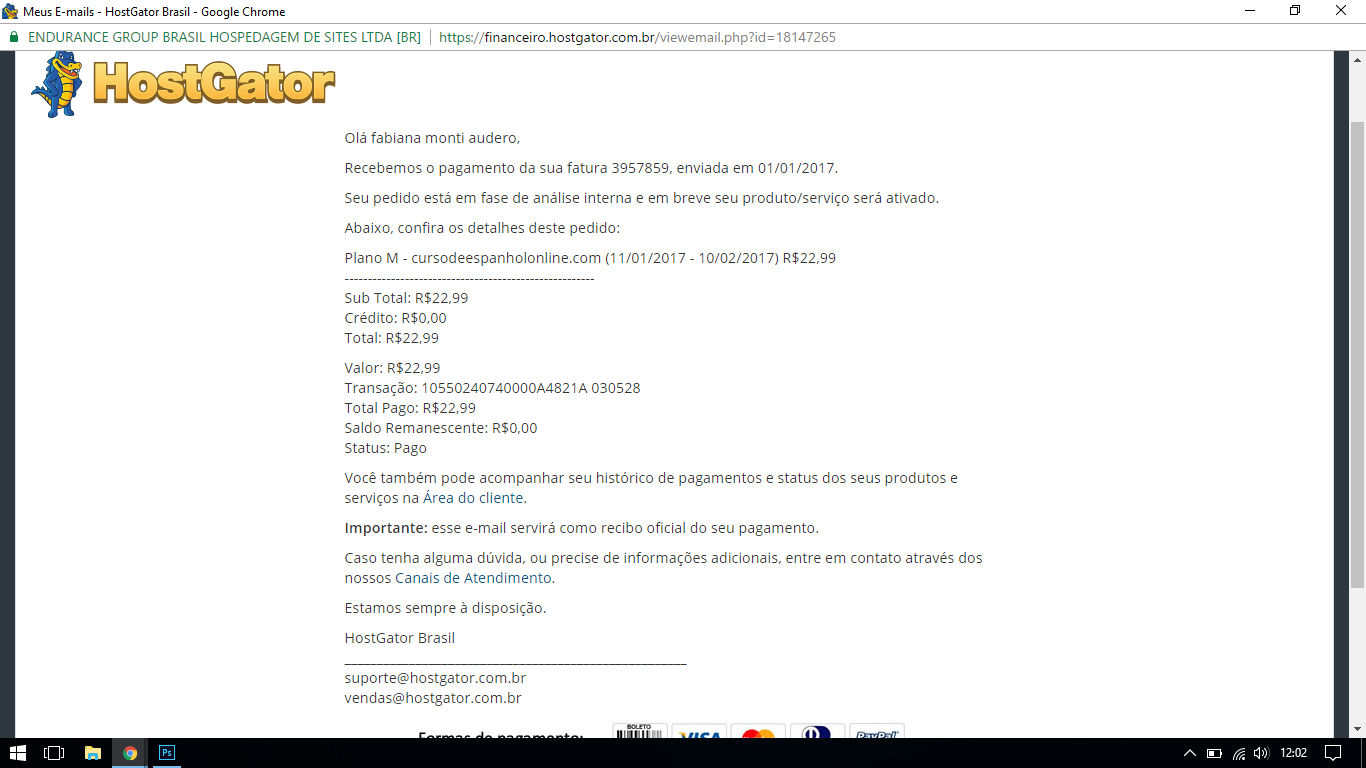 Meus E-mails - HostGator Brasil - Google Chrome
ENDURANCE GROUP BRASIL HOSPEDAGEM DE SITES LTDA [BR] https://financeiro.hostgator.com.br/viewemail.php?id=18147265
HostGator
Olá fabiana monti audero,
Recebemos o pagamento da sua fatura 3957859, enviada em 01/01/2017.
Seu pedido está em fase de análise interna e em breve seu produto/serviço será ativado.
Abaixo, confira os detalhes deste pedido:
Plano M - cursodeespanholonline.com (11/01/2017 - 10/02/2017) R$22,99
------------------------------------------------------
Sub Total: R$22,99
Crédito: R$0,00
Total: R$22,99
Valor: R$22,99
Transação: 10550240740000A4821A 030528
Total Pago: R$22,99
Saldo Remanescente: R$0,00
Status: Pago
Você também pode acompanhar seu histórico de pagamentos e status dos seus produtos e
serviços na Área do cliente.
Importante: esse e-mail servirá como recibo oficial do seu pagamento.
Caso tenha alguma dúvida, ou precise de informações adicionais, entre em contato através dos
nossos Canais de Atendimento.
Estamos sempre à disposição.
HostGator Brasil
______________________________________________________
suporte@hostgator.com.br
vendas@hostgator.com.br
Formas de pagamento: BOLETO VISA PayPal
Ps 12:02